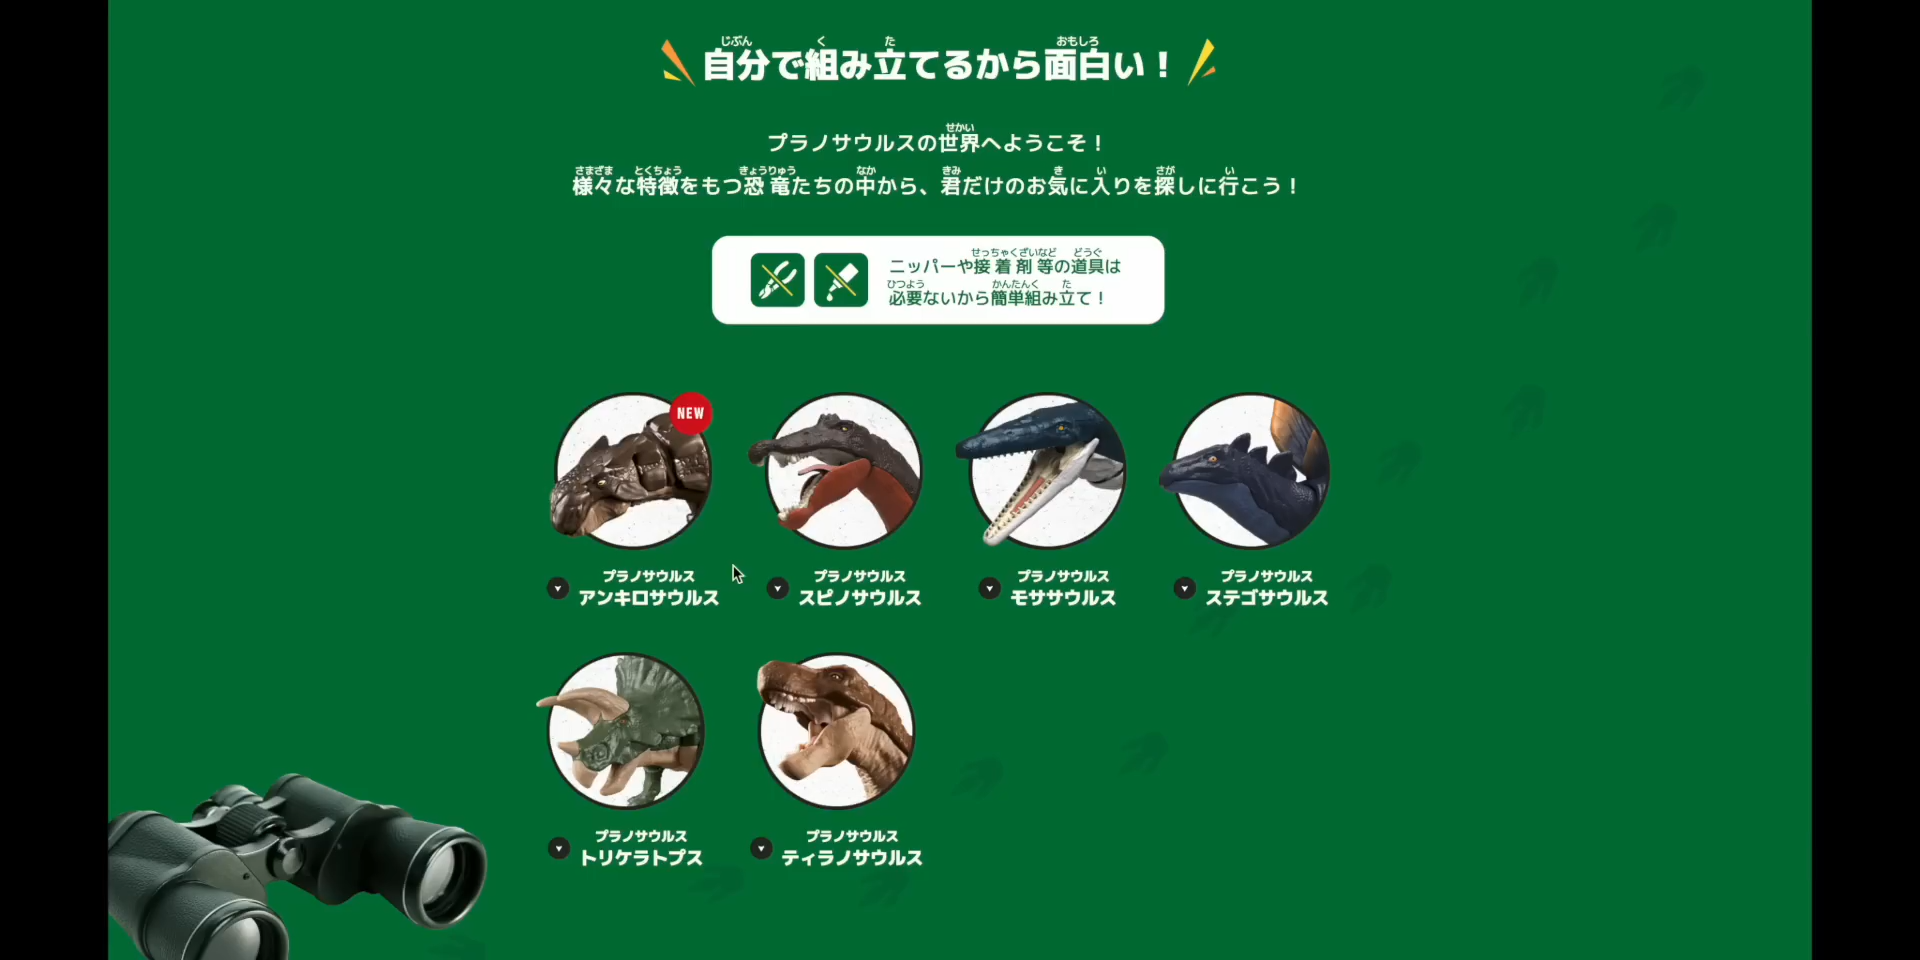 じぶん く た おもしろ
自分で組み立てるから面白い！
せかい
プラノサウルスの世界へようこそ！
さまざま とくちょう きょうりゅう なか きみ き い さが い
様々な特徴をもつ恐竜たちの中から、君だけのお気に入りを探しに行こう！
せっちゃくざいなど どうぐ
ニッパーや接着剤等の道具は
ひつよう かんたんく た
必要ないから簡単組み立て！
NEW
プラノサウルス
アンキロサウルス
プラノサウルス
スピノサウルス
プラノサウルス
モササウルス
プラノサウルス
ステゴサウルス
プラノサウルス
トリケラトプス
プラノサウルス
ティラノサウルス